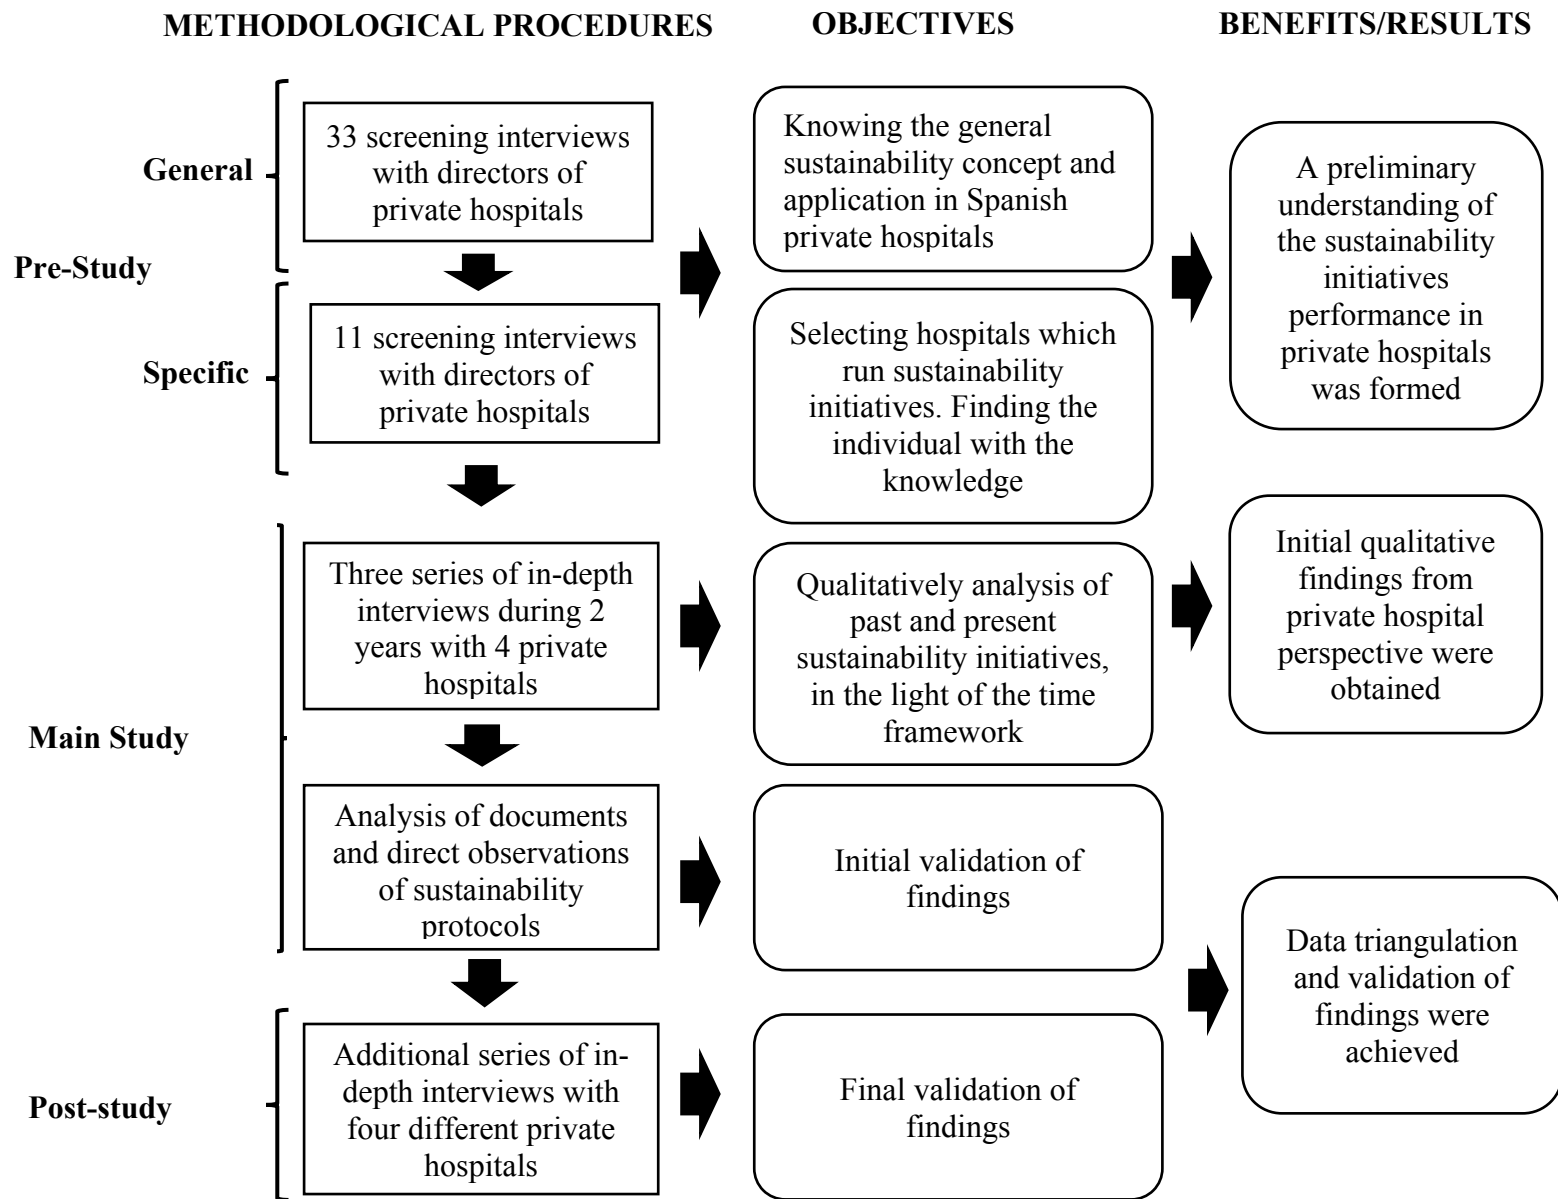 METHODOLOGICAL PROCEDURES
OBJECTIVES
BENEFITS/RESULTS
Pre-Study
General
33 screening interviews
with directors of
private hospitals
Knowing the general
sustainability concept and
application in Spanish
private hospitals
A preliminary
understanding of
the sustainability
initiatives
performance in
private hospitals
was formed
Specific
11 screening interviews
with directors of
private hospitals
Selecting hospitals which
run sustainability
initiatives. Finding the
individual with the
knowledge
Main Study
Three series of in-depth
interviews during 2
years with 4 private
hospitals
Qualitatively analysis of
past and present
sustainability initiatives,
in the light of the time
framework
Initial qualitative
findings from
private hospital
perspective were
obtained
Analysis of documents
and direct observations
of sustainability
protocols
Initial validation of
findings
Data triangulation
and validation of
findings were
achieved
Post-study
Additional series of in-
depth interviews with
four different private
hospitals
Final validation of
findings